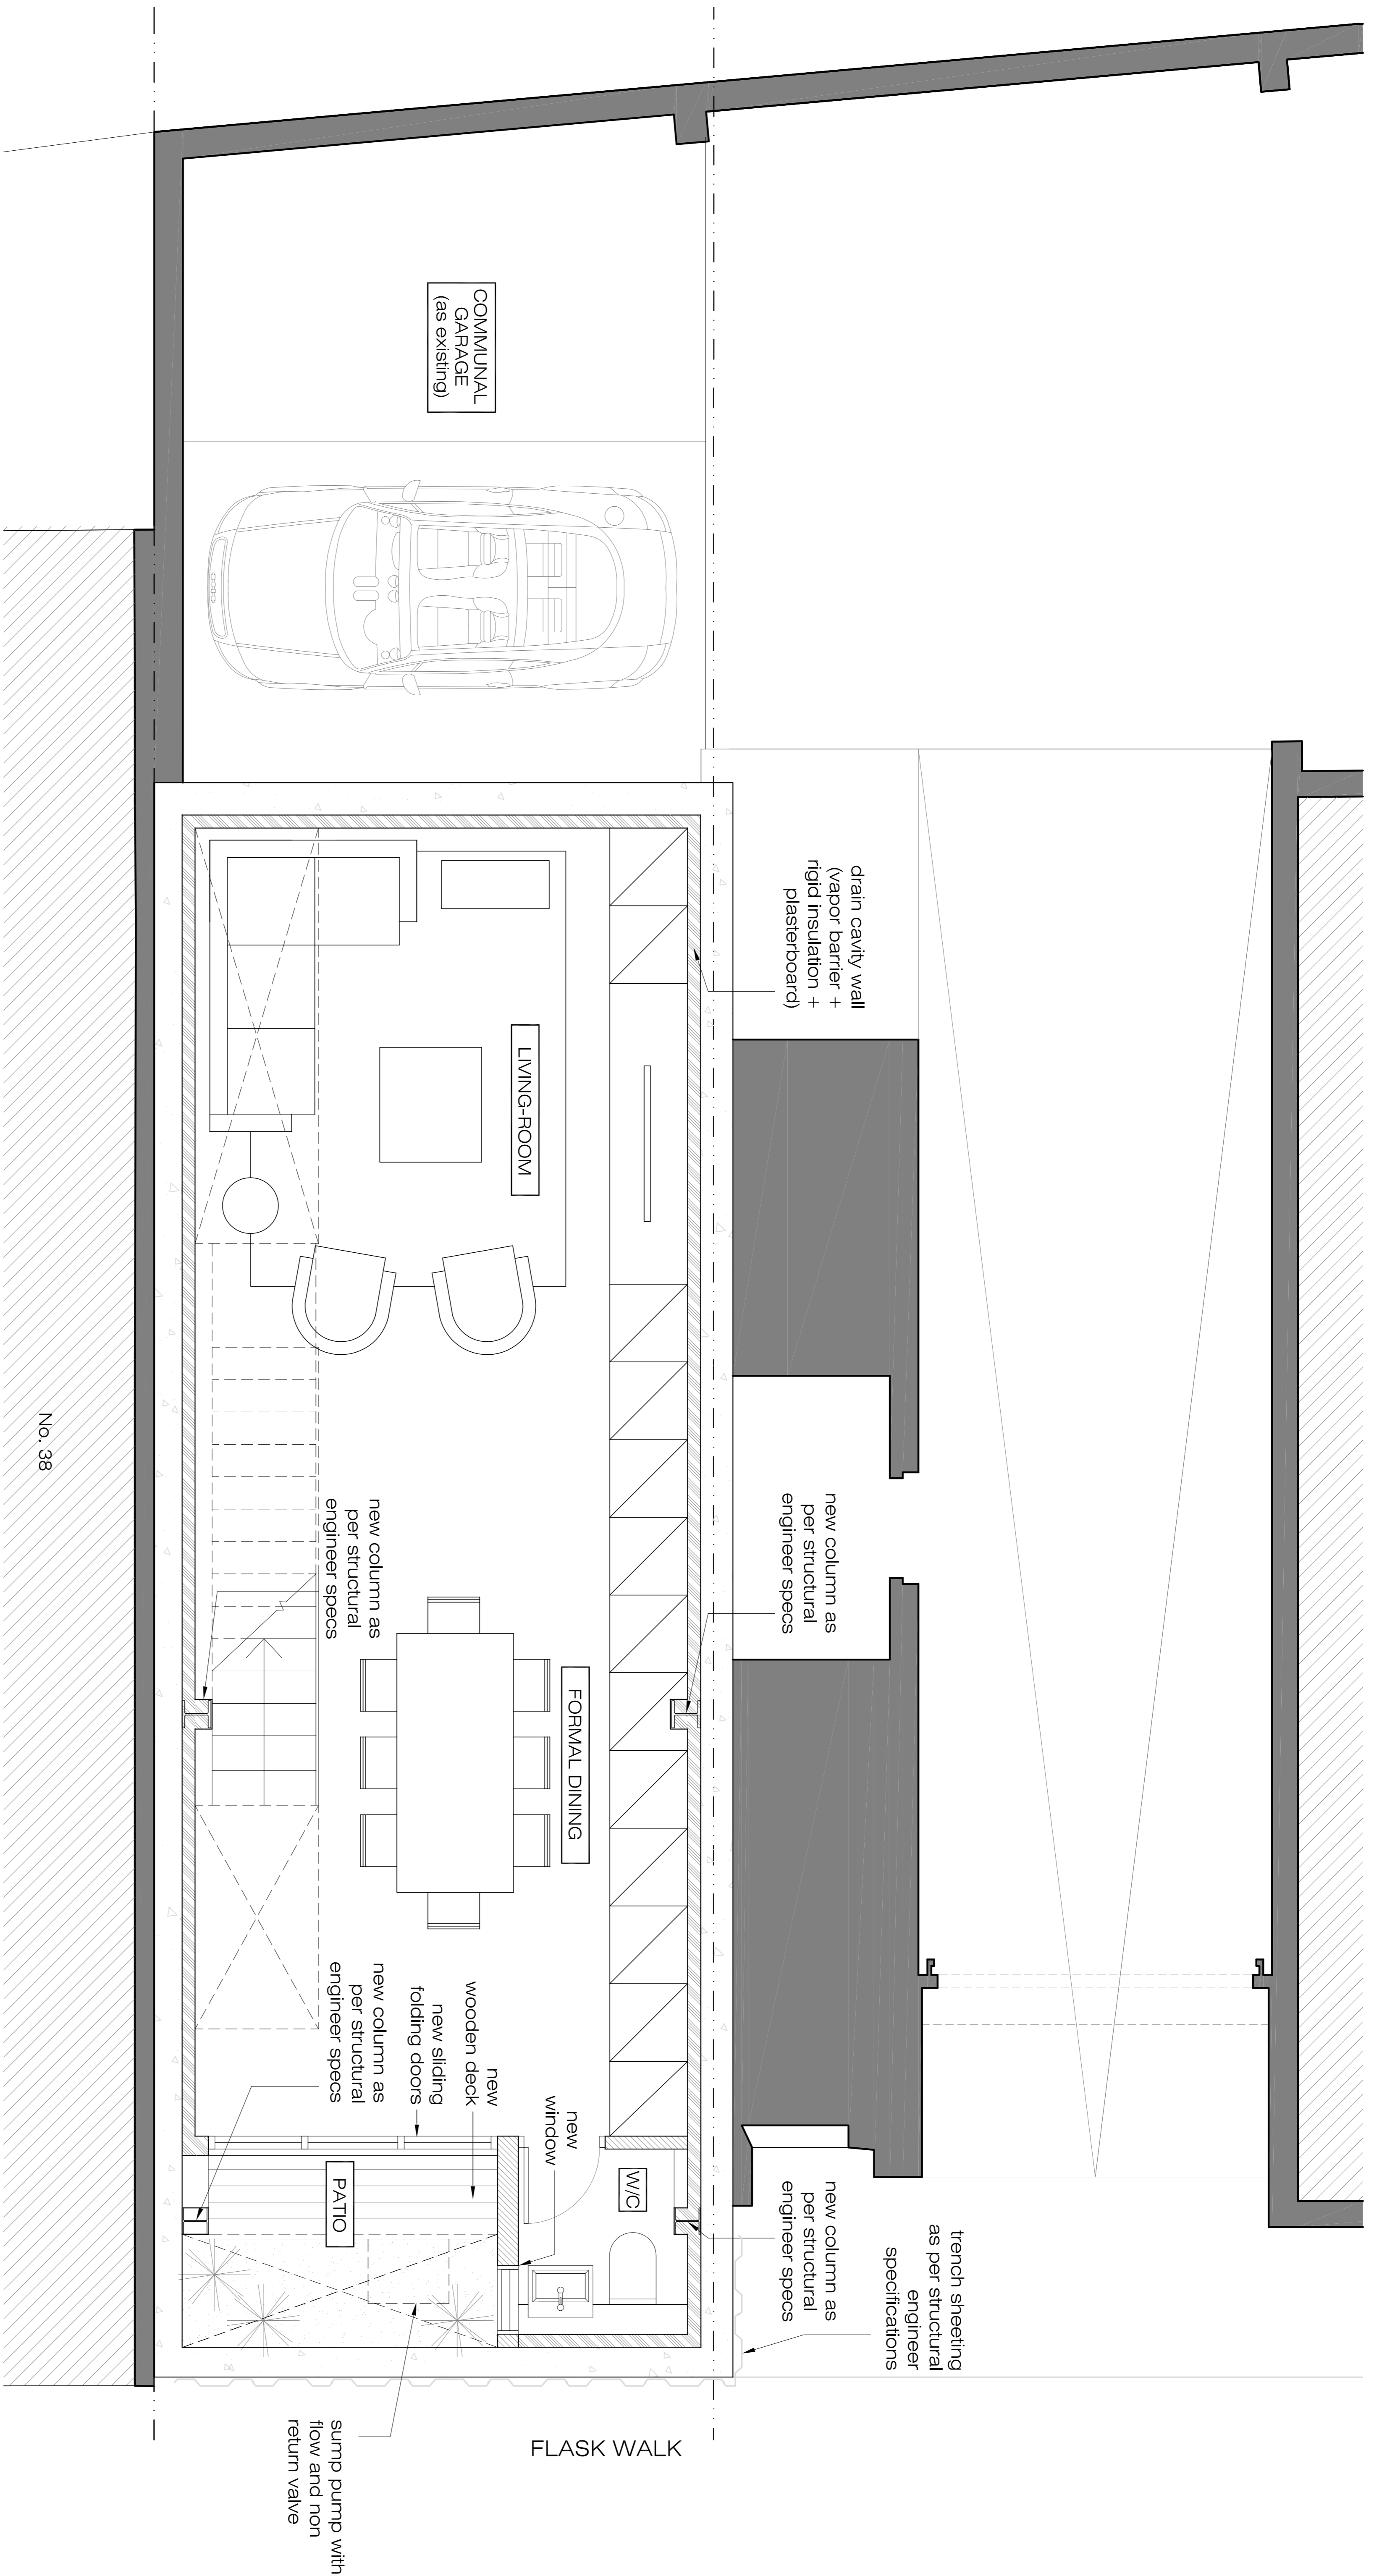 COMMUNAL
GARAGE
(as existing)
drain cavity wall
(vapor barrier +
rigid insulation +
plasterboard)
LIVING-ROOM
new column as
per structural
engineer specs
new column as
per structural
engineer specs
No. 38
FORMAL DINING
new column as
per structural
engineer specs
new sliding
folding doors
new
wooden deck
new
window
W/C
PATIO
new column as
per structural
engineer specs
trench sheeting
as per structural
engineer
specifications
FLASK WALK
sump pump with
flow and non
return valve